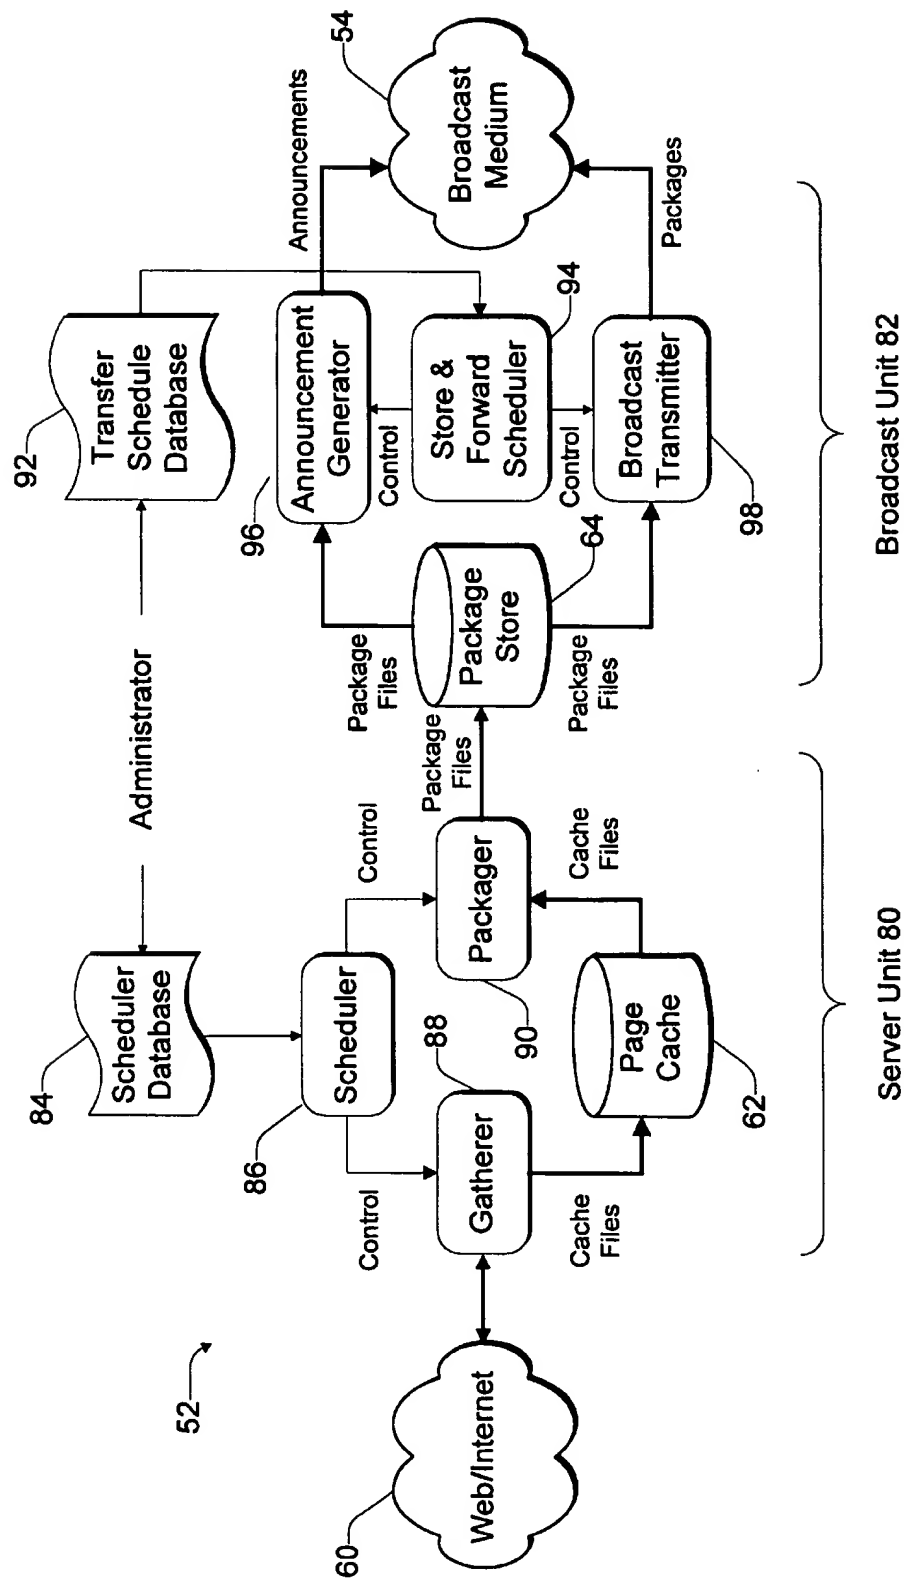 52
84
Scheduler
Database
Administrator
92
Transfer
Schedule
Database
86
Scheduler
Control
Control
96
Announcement
Generator
Announcements
54
Broadcast
Medium
60
Web/Internet
88
Gatherer
90
Packager
Package
Files
Package
Files
Package
Store
64
Package
Files
Control
Store &
Forward
Scheduler
94
Control
Broadcast
Transmitter
98
Packages
Cache
Files
Page
Cache
62
Cache
Files
Server Unit 80
Broadcast Unit 82